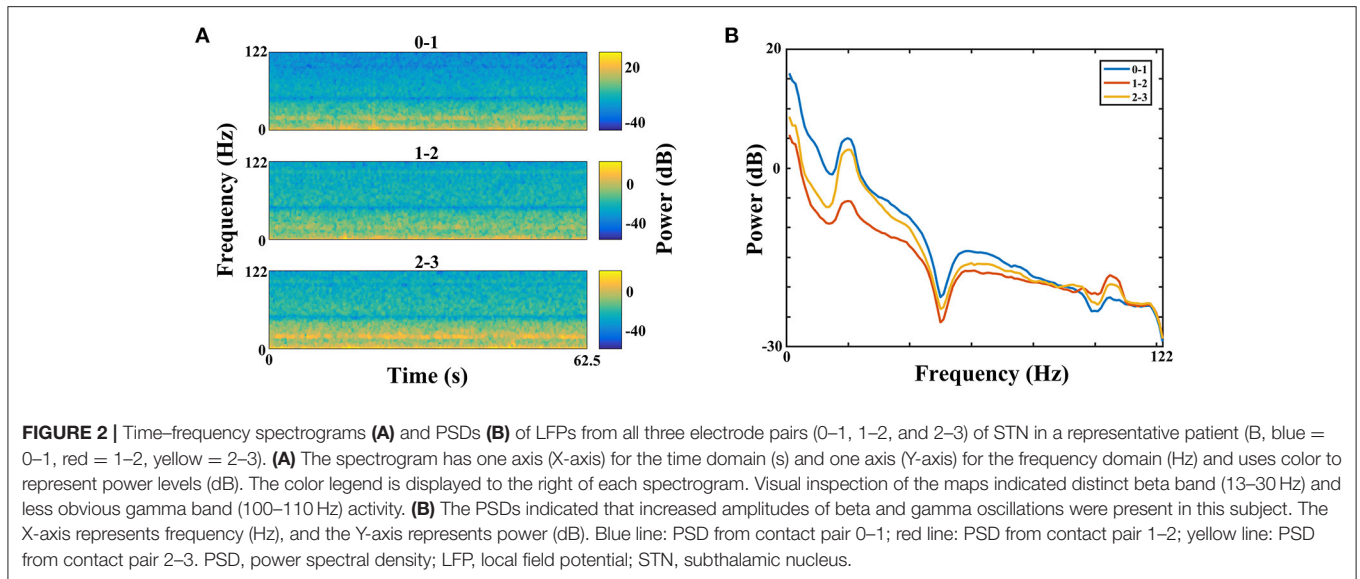 A
0-1
122
0
20
-40
1-2
122
0
0
-40
2-3
122
0
0
-40
0
62.5
Frequency (Hz)
Power (dB)
Time (s)
B
20
0
-30
0
122
Power (dB)
Frequency (Hz)
0-1
1-2
2-3
FIGURE 2 | Time–frequency spectrograms (A) and PSDs (B) of LFPs from all three electrode pairs (0–1, 1–2, and 2–3) of STN in a representative patient (B, blue =
0–1, red = 1–2, yellow = 2–3). (A) The spectrogram has one axis (X-axis) for the time domain (s) and one axis (Y-axis) for the frequency domain (Hz) and uses color to
represent power levels (dB). The color legend is displayed to the right of each spectrogram. Visual inspection of the maps indicated distinct beta band (13–30 Hz) and
less obvious gamma band (100–110 Hz) activity. (B) The PSDs indicated that increased amplitudes of beta and gamma oscillations were present in this subject. The
X-axis represents frequency (Hz), and the Y-axis represents power (dB). Blue line: PSD from contact pair 0–1; red line: PSD from contact pair 1–2; yellow line: PSD
from contact pair 2–3. PSD, power spectral density; LFP, local field potential; STN, subthalamic nucleus.